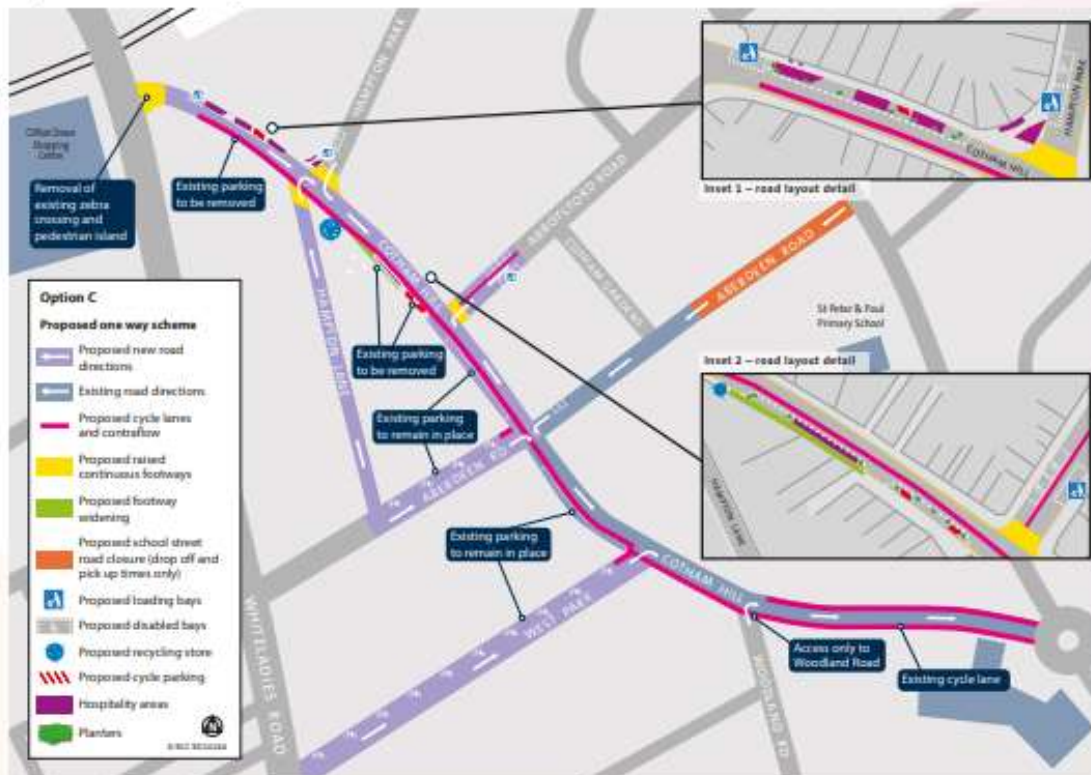 HAMPTON PARK
Clifton Down
Shopping
Centre
Removal of
existing zebra
crossing and
pedestrian island
Existing parking
to be removed
HAMPTON PARK
COTHAM HILL
Inset 1 – road layout detail
COTHAM HILL
ABBOTSFORD ROAD
COTHAM GARDENS
ABERDEEN ROAD
St Peter & Paul
Primary School
HAMPTON LANE
Existing parking
to be removed
Existing parking
to remain in place
ABERDEEN RD
Inset 2 – road layout detail
HAMPTON LANE
Existing parking
to remain in place
WEST PARK
COTHAM HILL
Access only to
Woodland Road
Existing cycle lane
WOODLAND RD
WHITELADIES ROAD
Option C
Proposed one way scheme
Proposed new road
directions
Existing road directions
Proposed cycle lanes
and contraflow
Proposed raised
continuous footways
Proposed footway
widening
Proposed school street
road closure (drop off and
pick up times only)
Proposed loading bays
Proposed disabled bays
Proposed recycling store
Proposed cycle parking
Hospitality areas
Planters